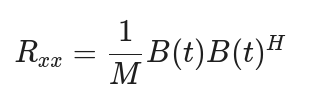 $R_{xx} = \frac{1}{M} B(t) B(t)^H$